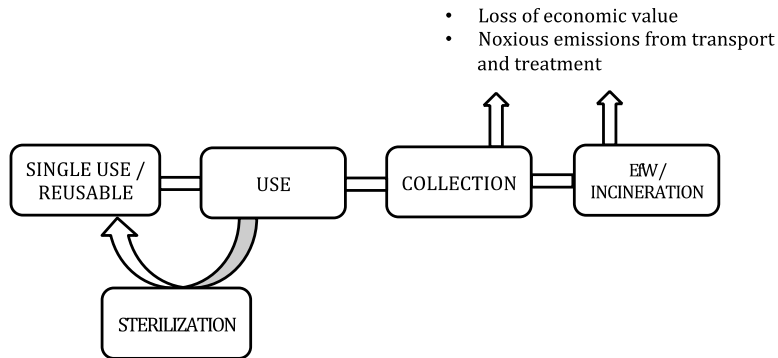 • Loss of economic value
• Noxious emissions from transport
and treatment
SINGLE USE /
REUSABLE
USE
COLLECTION
EfW/
INCINERATION
STERILIZATION